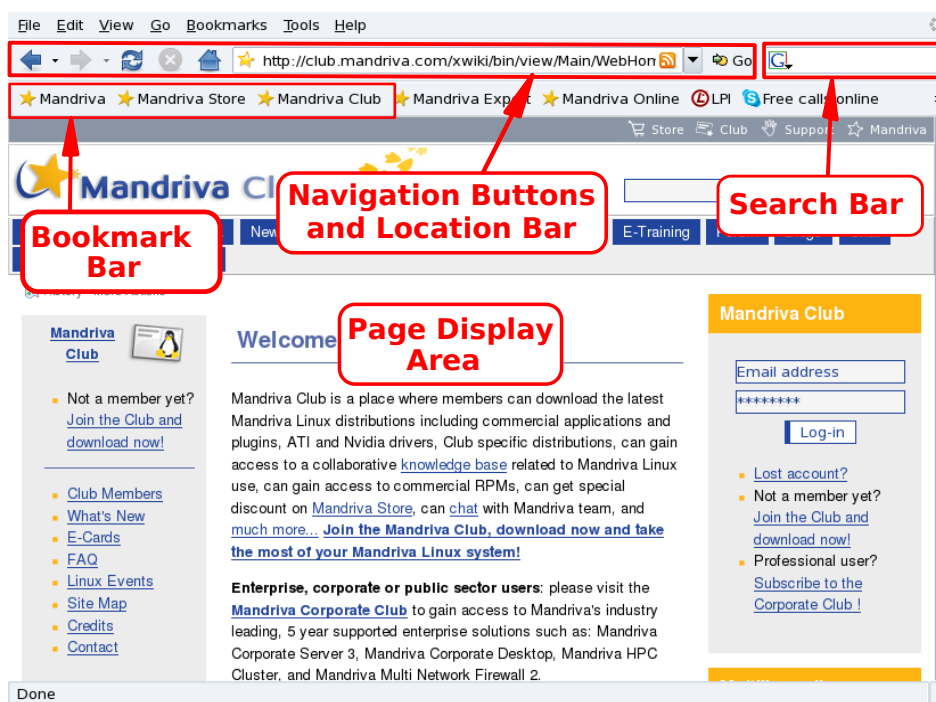 File Edit View Go Bookmarks Tools Help
http://club.mandriva.com/xwiki/bin/view/Main/WebHom Go G
Mandriva Mandriva Store Mandriva Club Mandriva Expert Mandriva Online LPI Free calls online
Store Club Support Mandriva
Mandriva Cl
Navigation Buttons
and Location Bar
Search Bar
Bookmark
Bar
New
E-Training
Page Display
Area
Mandriva
Club
Not a member yet?
Join the Club and
download now!
Club Members
What's New
E-Cards
FAQ
Linux Events
Site Map
Credits
Contact
Welcome
Mandriva Club is a place where members can download the latest
Mandriva Linux distributions including commercial applications and
plugins, ATI and Nvidia drivers, Club specific distributions, can gain
access to a collaborative knowledge base related to Mandriva Linux
use, can gain access to commercial RPMs, can get special
discount on Mandriva Store, can chat with Mandriva team, and
much more... Join the Mandriva Club, download now and take
the most of your Mandriva Linux system!
Enterprise, corporate or public sector users: please visit the
Mandriva Corporate Club to gain access to Mandriva's industry
leading, 5 year supported enterprise solutions such as: Mandriva
Corporate Server 3, Mandriva Corporate Desktop, Mandriva HPC
Cluster, and Mandriva Multi Network Firewall 2.
Mandriva Club
Email address
********
Log-in
Lost account?
Not a member yet?
Join the Club and
download now!
Professional user?
Subscribe to the
Corporate Club !
Done